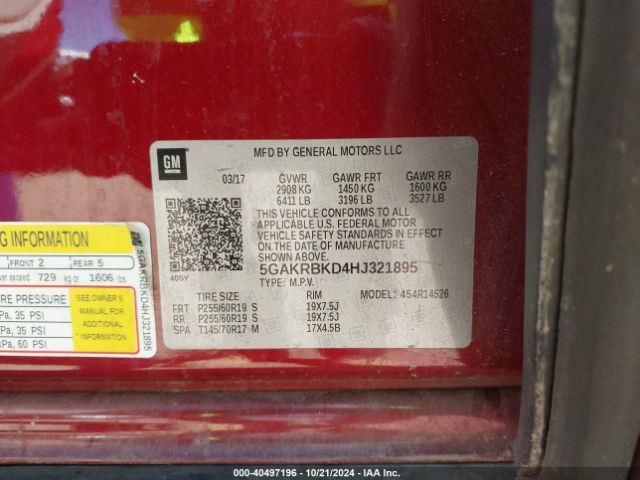 GM
MFD BY GENERAL MOTORS LLC
03/17 GVWR GAWR FRT GAWR RR
2908 KG 1450 KG 1600 KG
6411 LB 3196 LB 3527 LB
THIS VEHICLE CONFORMS TO ALL
APPLICABLE U.S. FEDERAL MOTOR
VEHICLE SAFETY STANDARDS IN EFFECT
ON THE DATE OF MANUFACTURE
SHOWN ABOVE.
405Y 5GAKRBKD4HJ321895
TYPE: M.P.V.
TIRE SIZE RIM MODEL: 454R14526
FRT P255/60R19 S 19X7.5J
RR P255/60R19 S 19X7.5J
SPA T145/70R17 M 17X4.5B
INFORMATION
FRONT 2 REAR 5
exceed 729 kg or 1606 lbs.
PRESSURE SEE OWNER'S
MANUAL FOR
ADDITIONAL
INFORMATION
35 PSI
35 PSI
60 PSI
5GAKRBKD4HJ321895
000-40497196 - 10/21/2024 - IAA Inc.